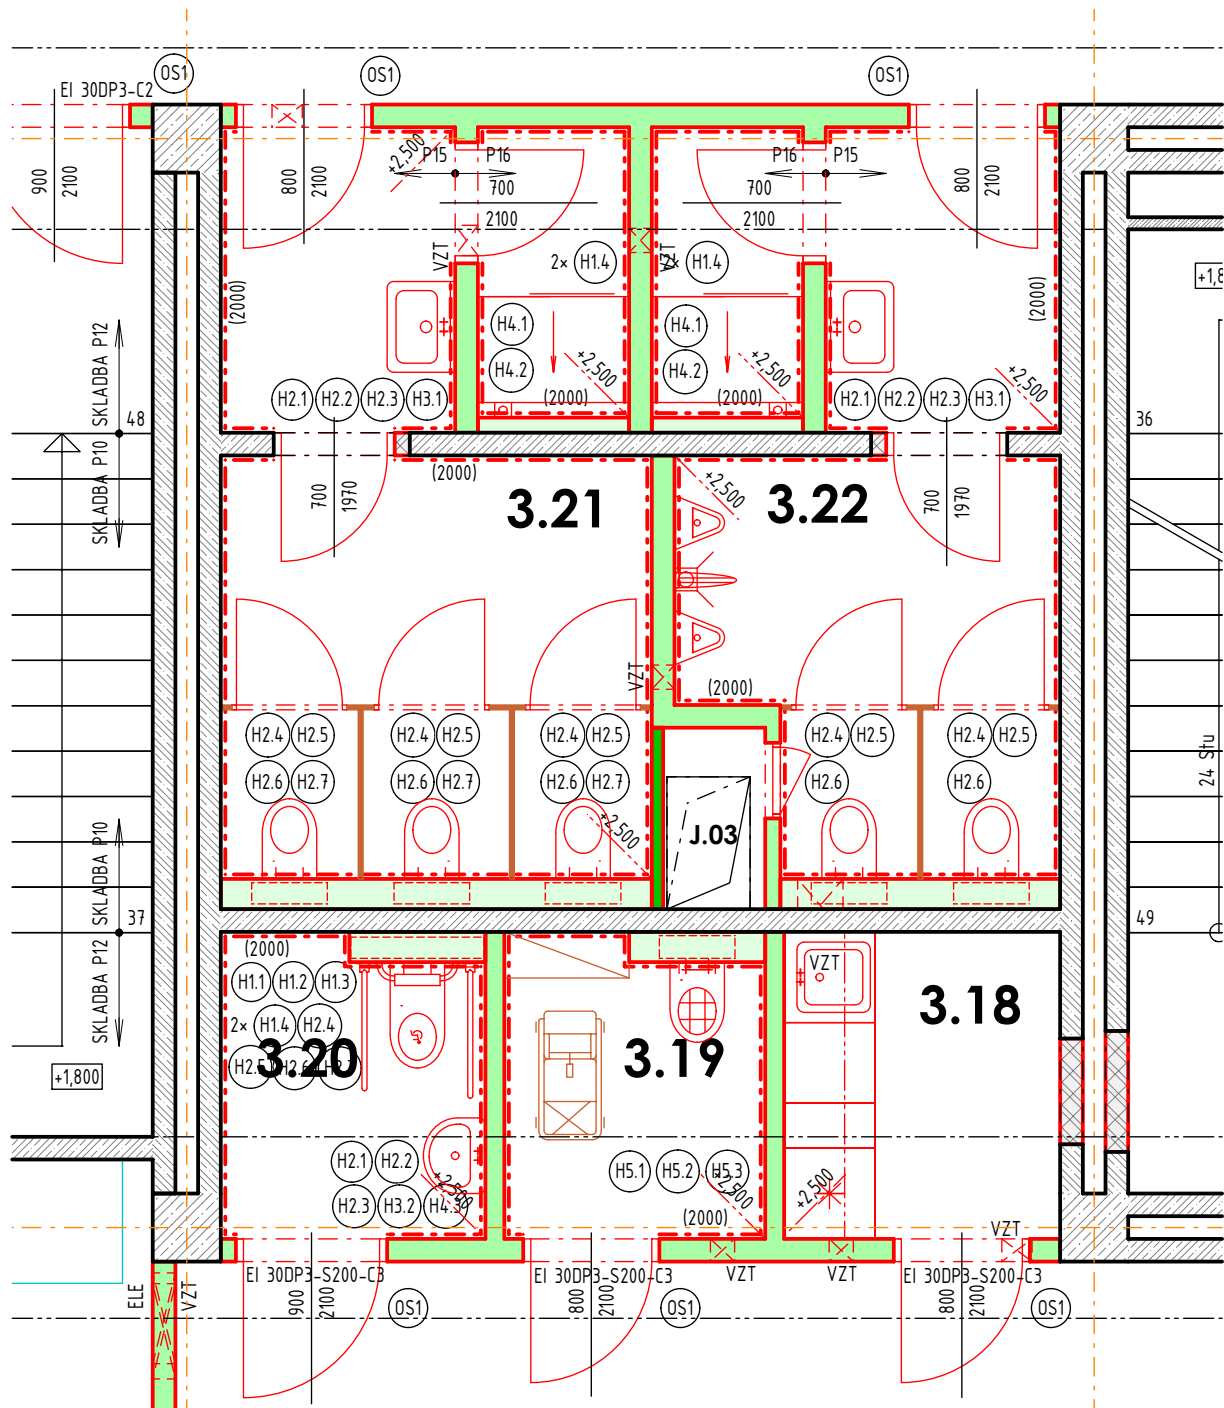 OS1
OS1
OS1
EI 30DP3-C2
900
2100
800
2100
+2,500
P15
P16
700
2100
P16
P15
700
2100
800
2100
VZT
VZT
2× H1.4
H1.4
+1,8
(2000)
(2000)
H4.1
H4.2
H4.1
H4.2
+2,500
+2,500
(2000)
(2000)
+2,500
SKLADBA P12
H2.1 H2.2 H2.3 H3.1
H2.1 H2.2 H2.3 H3.1
48
36
SKLADBA P10
(2000)
+2,500
700
1970
3.21
3.22
700
1970
VZT
(2000)
H2.4 H2.5
H2.4 H2.5
H2.4 H2.5
H2.4 H2.5
H2.4 H2.5
24 Stu
H2.6 H2.7
H2.6 H2.7
H2.6 H2.7
H2.6
H2.6
+2,500
J.03
SKLADBA P10
37
49
SKLADBA P12
(2000)
H1.1 H1.2 H1.3
VZT
3.18
2× H1.4 H2.4
3.20
H2.5 H2.6
3.19
+1,800
H2.1 H2.2
H5.1 H5.2 H5.3
H2.3 H3.2 H4.3
+2,500
+2,500
+2,500
(2000)
VZT
EI 30DP3-S200-C3
EI 30DP3-S200-C3
EI 30DP3-S200-C3
VZT
VZT
ELE
VZT
900
2100
800
2100
800
2100
OS1
OS1
OS1